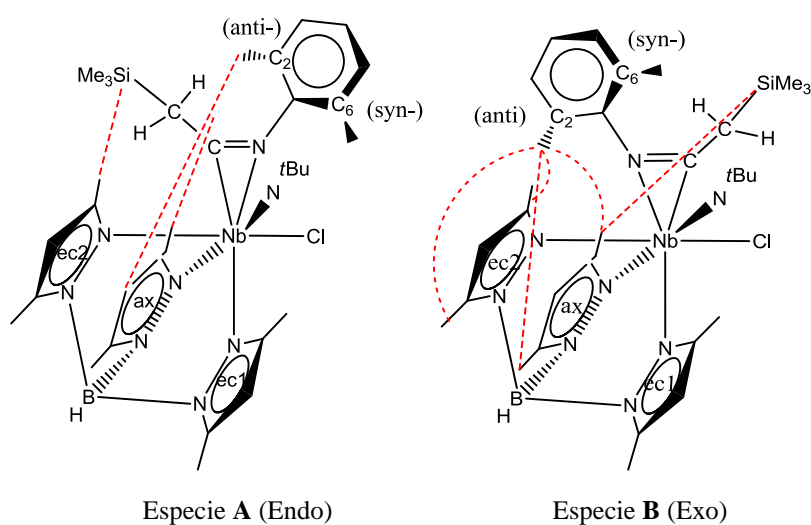 (anti-)
C2
C6
(syn-)
Me3Si
H
H
C
C
N
tBu
N
Nb
Cl
N
ec2
N
N
ax
N
N
ec1
N
B
H
Especie A (Endo)
(syn-)
C6
C2
(anti)
SiMe3
H
H
C
N
C
tBu
N
Nb
Cl
N
ec2
N
N
ax
N
N
ec1
N
B
H
Especie B (Exo)